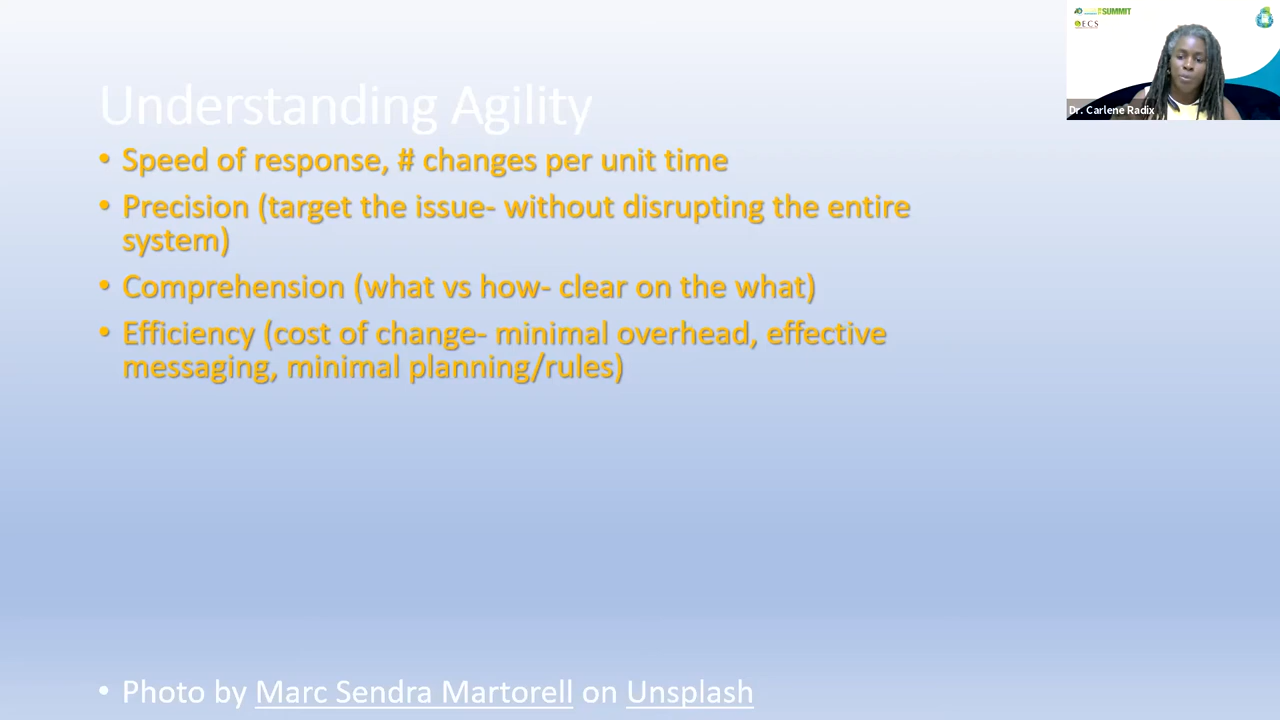 SUMMIT
OECS
Dr. Carlene Radix
Understanding Agility
• Speed of response, # changes per unit time
• Precision (target the issue- without disrupting the entire
system)
• Comprehension (what vs how- clear on the what)
• Efficiency (cost of change- minimal overhead, effective
messaging, minimal planning/rules)
• Photo by Marc Sendra Martorell on Unsplash